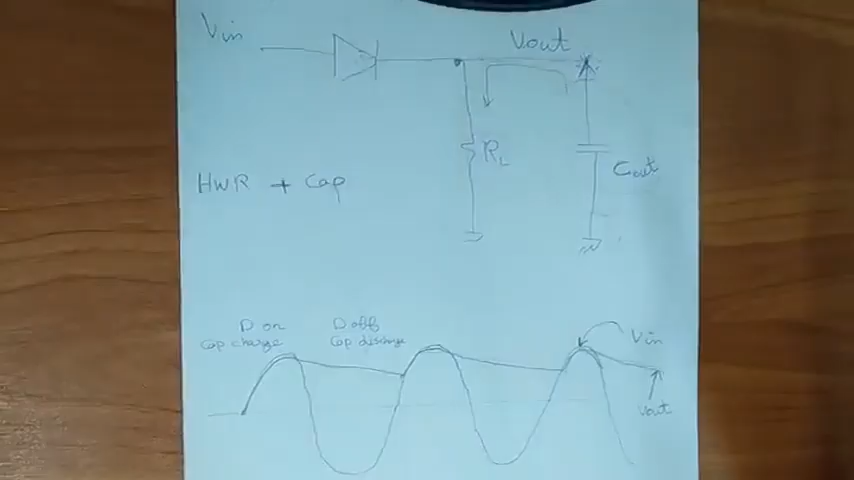 Vin
Vout
RL
Cout
HWR + Cap
D on
Cap charge
D off
Cap discharge
Vin
Vout